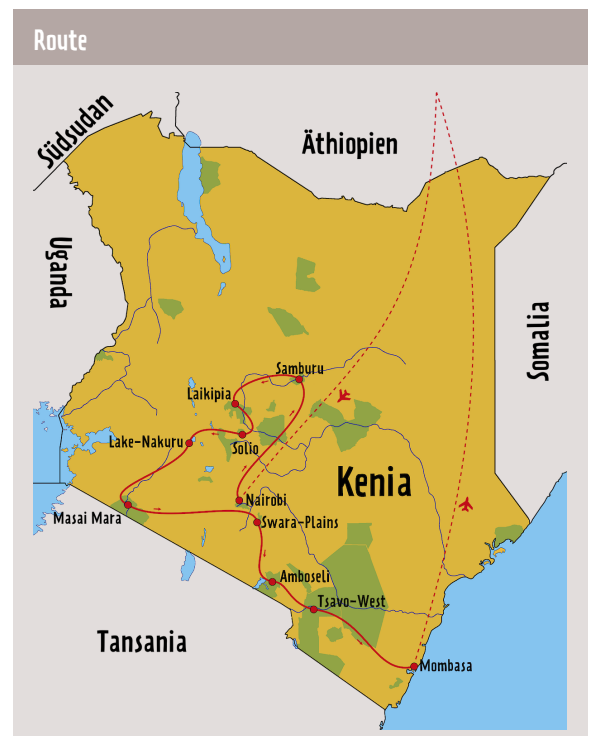 Route
Südsudan
Äthiopien
Uganda
Somalia
Samburu
Laikipia
Lake-Nakuru
Solio
Kenia
Nairobi
Masai Mara
Swara-Plains
Amboseli
Tsavo-West
Tansania
Mombasa